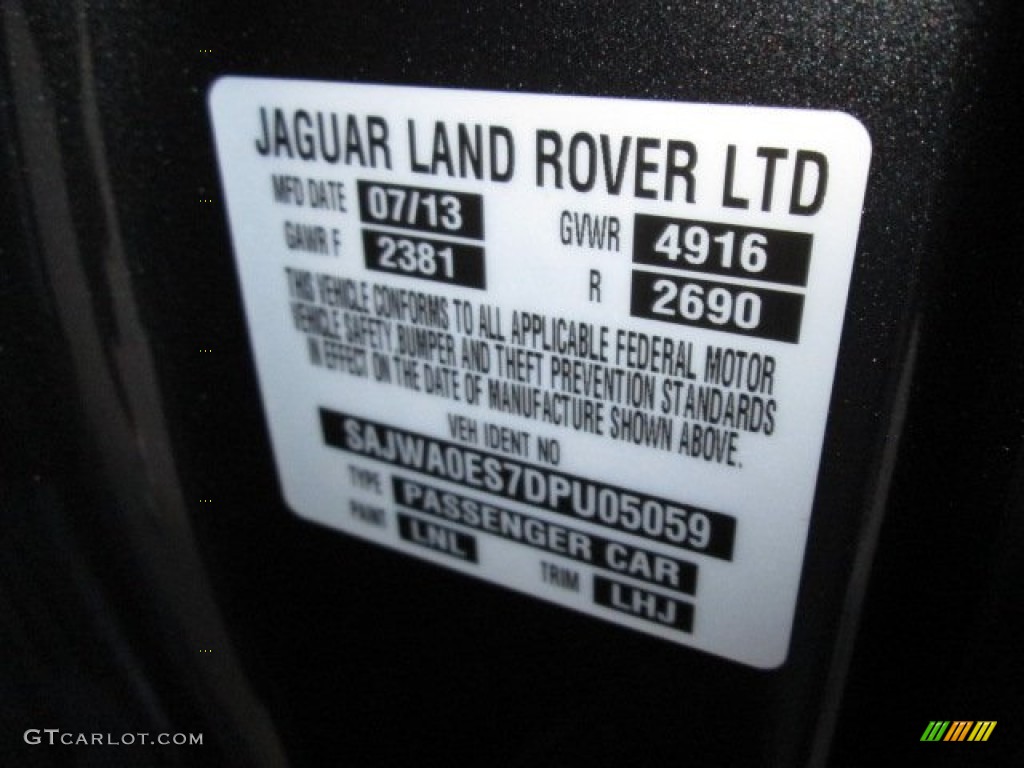 JAGUAR LAND ROVER LTD
MFD DATE 07/13 GVWR 4916
GAWR F 2381 R 2690
THIS VEHICLE CONFORMS TO ALL APPLICABLE FEDERAL MOTOR
VEHICLE SAFETY, BUMPER AND THEFT PREVENTION STANDARDS
IN EFFECT ON THE DATE OF MANUFACTURE SHOWN ABOVE.
VEH IDENT NO
SAJWA0ES7DPU05059
TYPE PASSENGER CAR
PAINT LNL TRIM LHJ
GTCARLOT.COM